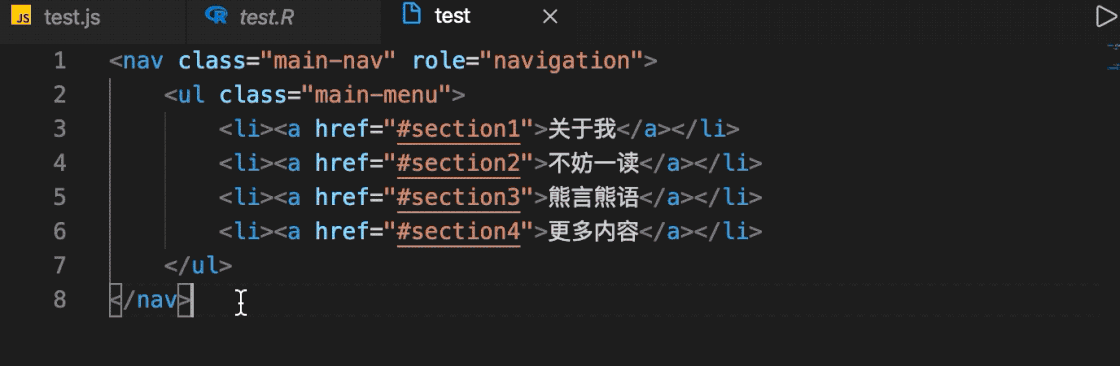 JS test.js R test.R test
1 <nav class="main-nav" role="navigation">
2 <ul class="main-menu">
3 <li><a href="#section1">关于我</a></li>
4 <li><a href="#section2">不妨一读</a></li>
5 <li><a href="#section3">熊言熊语</a></li>
6 <li><a href="#section4">更多内容</a></li>
7 </ul>
8 </nav>